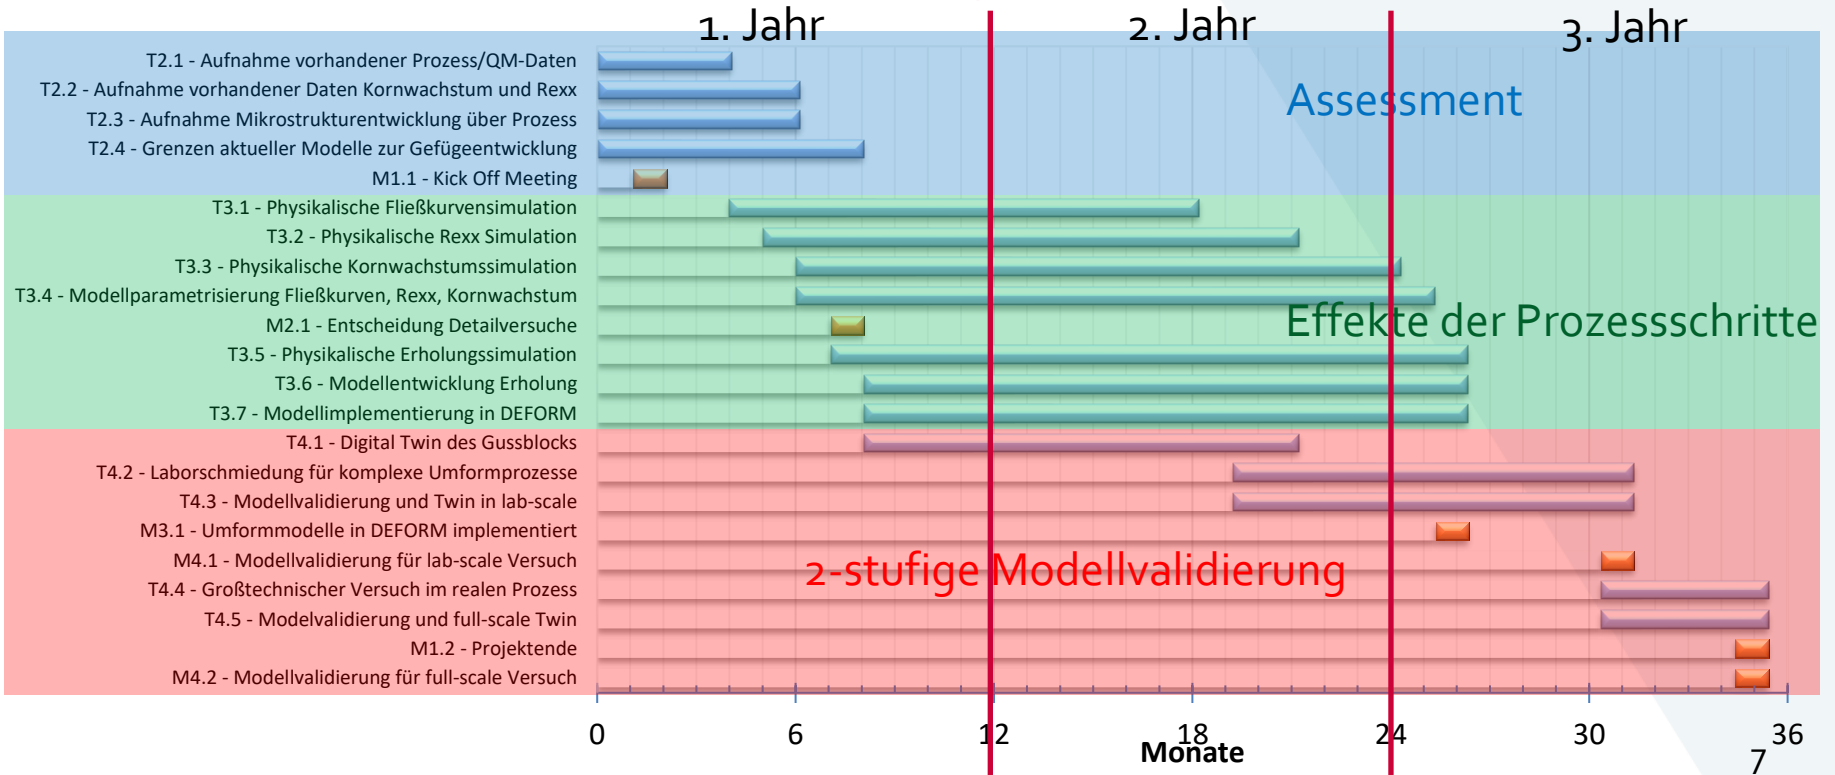 1. Jahr
2. Jahr
3. Jahr
T2.1 - Aufnahme vorhandener Prozess/QM-Daten
T2.2 - Aufnahme vorhandener Daten Kornwachstum und Rexx
Assessment
T2.3 - Aufnahme Mikrostrukturentwicklung über Prozess
T2.4 - Grenzen aktueller Modelle zur Gefügeentwicklung
M1.1 - Kick Off Meeting
T3.1 - Physikalische Fließkurvensimulation
T3.2 - Physikalische Rexx Simulation
T3.3 - Physikalische Kornwachstumssimulation
T3.4 - Modellparametrisierung Fließkurven, Rexx, Kornwachstum
M2.1 - Entscheidung Detailversuche
Effekte der Prozessschritte
T3.5 - Physikalische Erholungssimulation
T3.6 - Modellentwicklung Erholung
T3.7 - Modellimplementierung in DEFORM
T4.1 - Digital Twin des Gussblocks
T4.2 - Laborschmiedung für komplexe Umformprozesse
T4.3 - Modellvalidierung und Twin in lab-scale
M3.1 - Umformmodelle in DEFORM implementiert
M4.1 - Modellvalidierung für lab-scale Versuch
2-stufige Modellvalidierung
T4.4 - Großtechnischer Versuch im realen Prozess
T4.5 - Modelvalidierung und full-scale Twin
M1.2 - Projektende
M4.2 - Modellvalidierung für full-scale Versuch
0 6 12 18 24 30 36
Monate
7